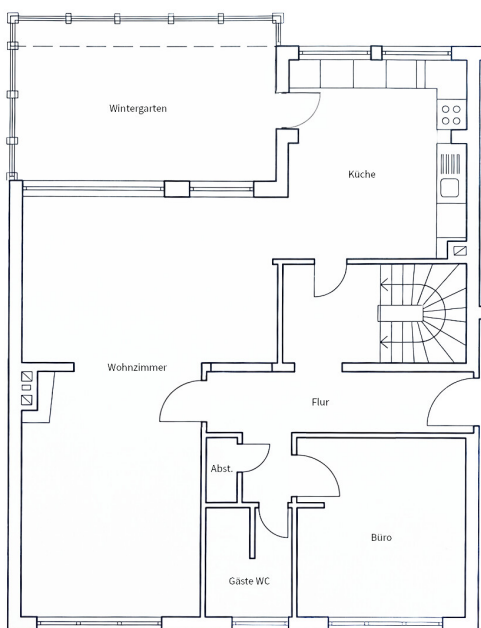 Wintergarten
Küche
Wohnzimmer
Flur
Abst.
Büro
Gäste WC